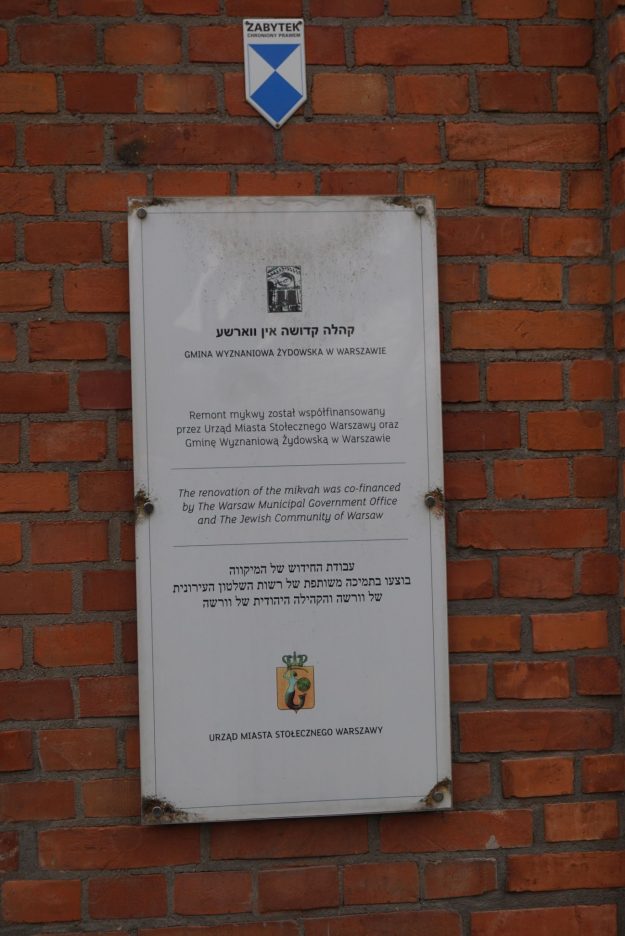 ZABYTEK
CHRONIONY PRAWEM
קהלה קדושה אין ווארשע
GMINA WYZNANIOWA ŻYDOWSKA W WARSZAWIE
Remont mykwy został współfinansowany
przez Urząd Miasta Stołecznego Warszawy oraz
Gminę Wyznaniową Żydowską w Warszawie
The renovation of the mikvah was co-financed
by The Warsaw Municipal Government Office
and The Jewish Community of Warsaw
עבודת החידוש של המיקווה
בוצעו בתמיכה משותפת של רשות השלטון העירונית
של וורשה והקהילה היהודית של וורשה
URZĄD MIASTA STOŁECZNEGO WARSZAWY